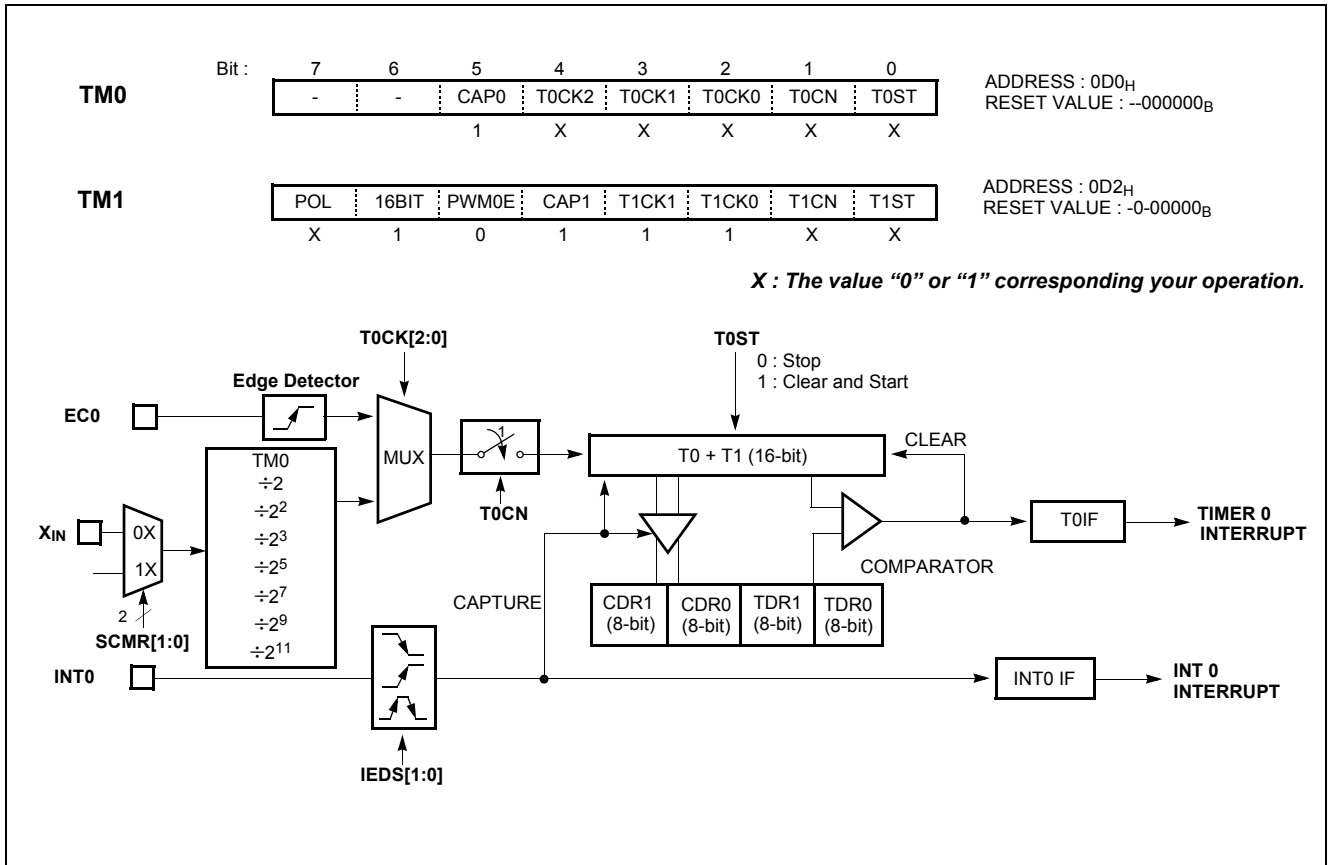 Bit : 7 6 5 4 3 2 1 0
TM0 - - CAP0 T0CK2 T0CK1 T0CK0 T0CN T0ST
1 X X X X X
ADDRESS : 0D0H
RESET VALUE : --000000B
TM1 POL 16BIT PWM0E CAP1 T1CK1 T1CK0 T1CN T1ST
X 1 0 1 1 1 X X
ADDRESS : 0D2H
RESET VALUE : -0-00000B
X : The value “0” or “1” corresponding your operation.
T0CK[2:0]
T0ST
0 : Stop
1 : Clear and Start
Edge Detector
EC0
MUX
1
T0CN
T0 + T1 (16-bit)
CLEAR
TM0
÷2
÷2²
÷2³
÷2⁵
÷2⁷
÷2⁹
÷2¹¹
XIN
0X
1X
2
SCMR[1:0]
COMPARATOR
T0IF
TIMER 0
INTERRUPT
CAPTURE
CDR1
(8-bit)
CDR0
(8-bit)
TDR1
(8-bit)
TDR0
(8-bit)
INT0
IEDS[1:0]
INT0 IF
INT 0
INTERRUPT